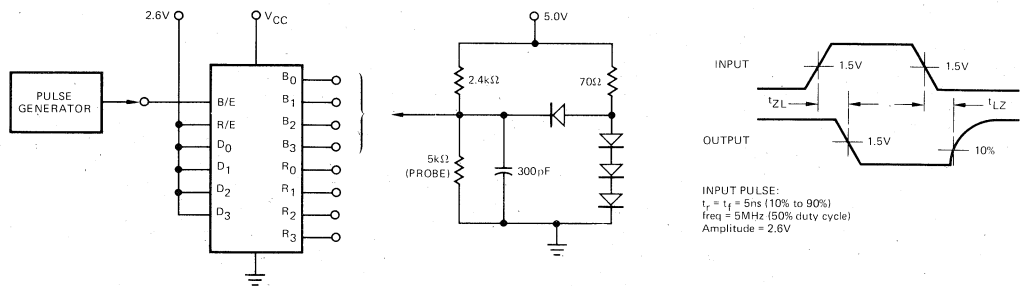 2.6V
VCC
PULSE
GENERATOR
B/E
R/E
D0
D1
D2
D3
B0
B1
B2
B3
R0
R1
R2
R3
5.0V
2.4kΩ
70Ω
5kΩ
(PROBE)
300pF
INPUT
1.5V
1.5V
tZL
tLZ
OUTPUT
1.5V
10%
INPUT PULSE:
tr = tf = 5ns (10% to 90%)
freq = 5MHz (50% duty cycle)
Amplitude = 2.6V